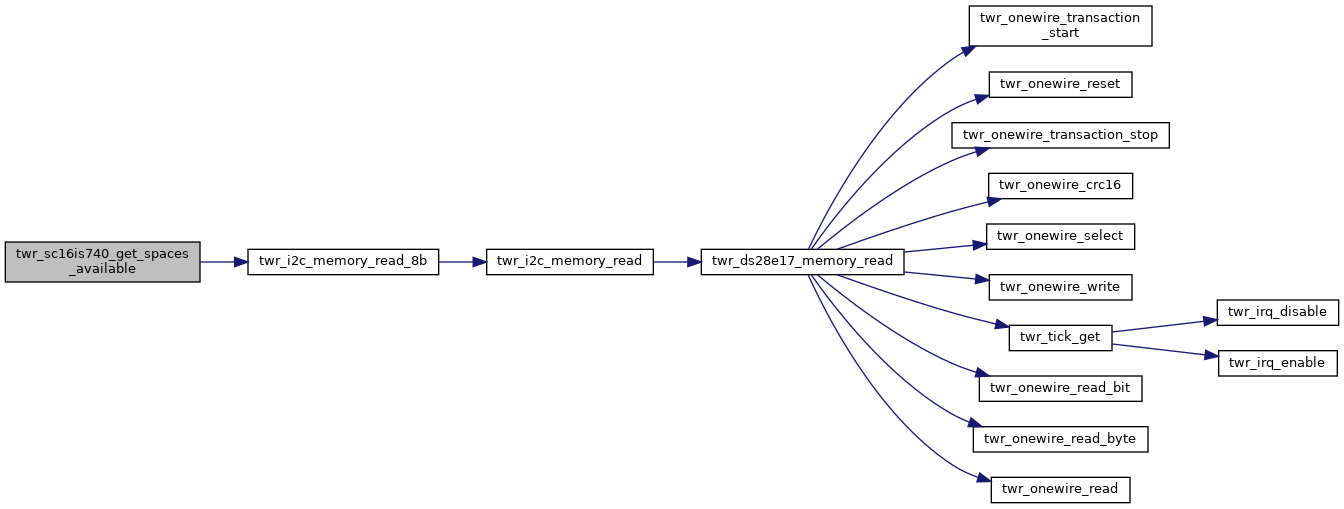 twr_sc16is740_get_spaces
_available
twr_i2c_memory_read_8b
twr_i2c_memory_read
twr_ds28e17_memory_read
twr_onewire_transaction
_start
twr_onewire_reset
twr_onewire_transaction_stop
twr_onewire_crc16
twr_onewire_select
twr_onewire_write
twr_tick_get
twr_onewire_read_bit
twr_onewire_read_byte
twr_onewire_read
twr_irq_disable
twr_irq_enable